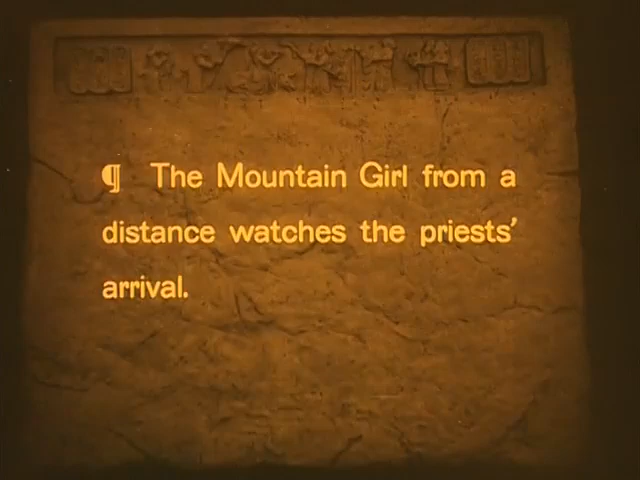 ¶ The Mountain Girl from a
distance watches the priests'
arrival.